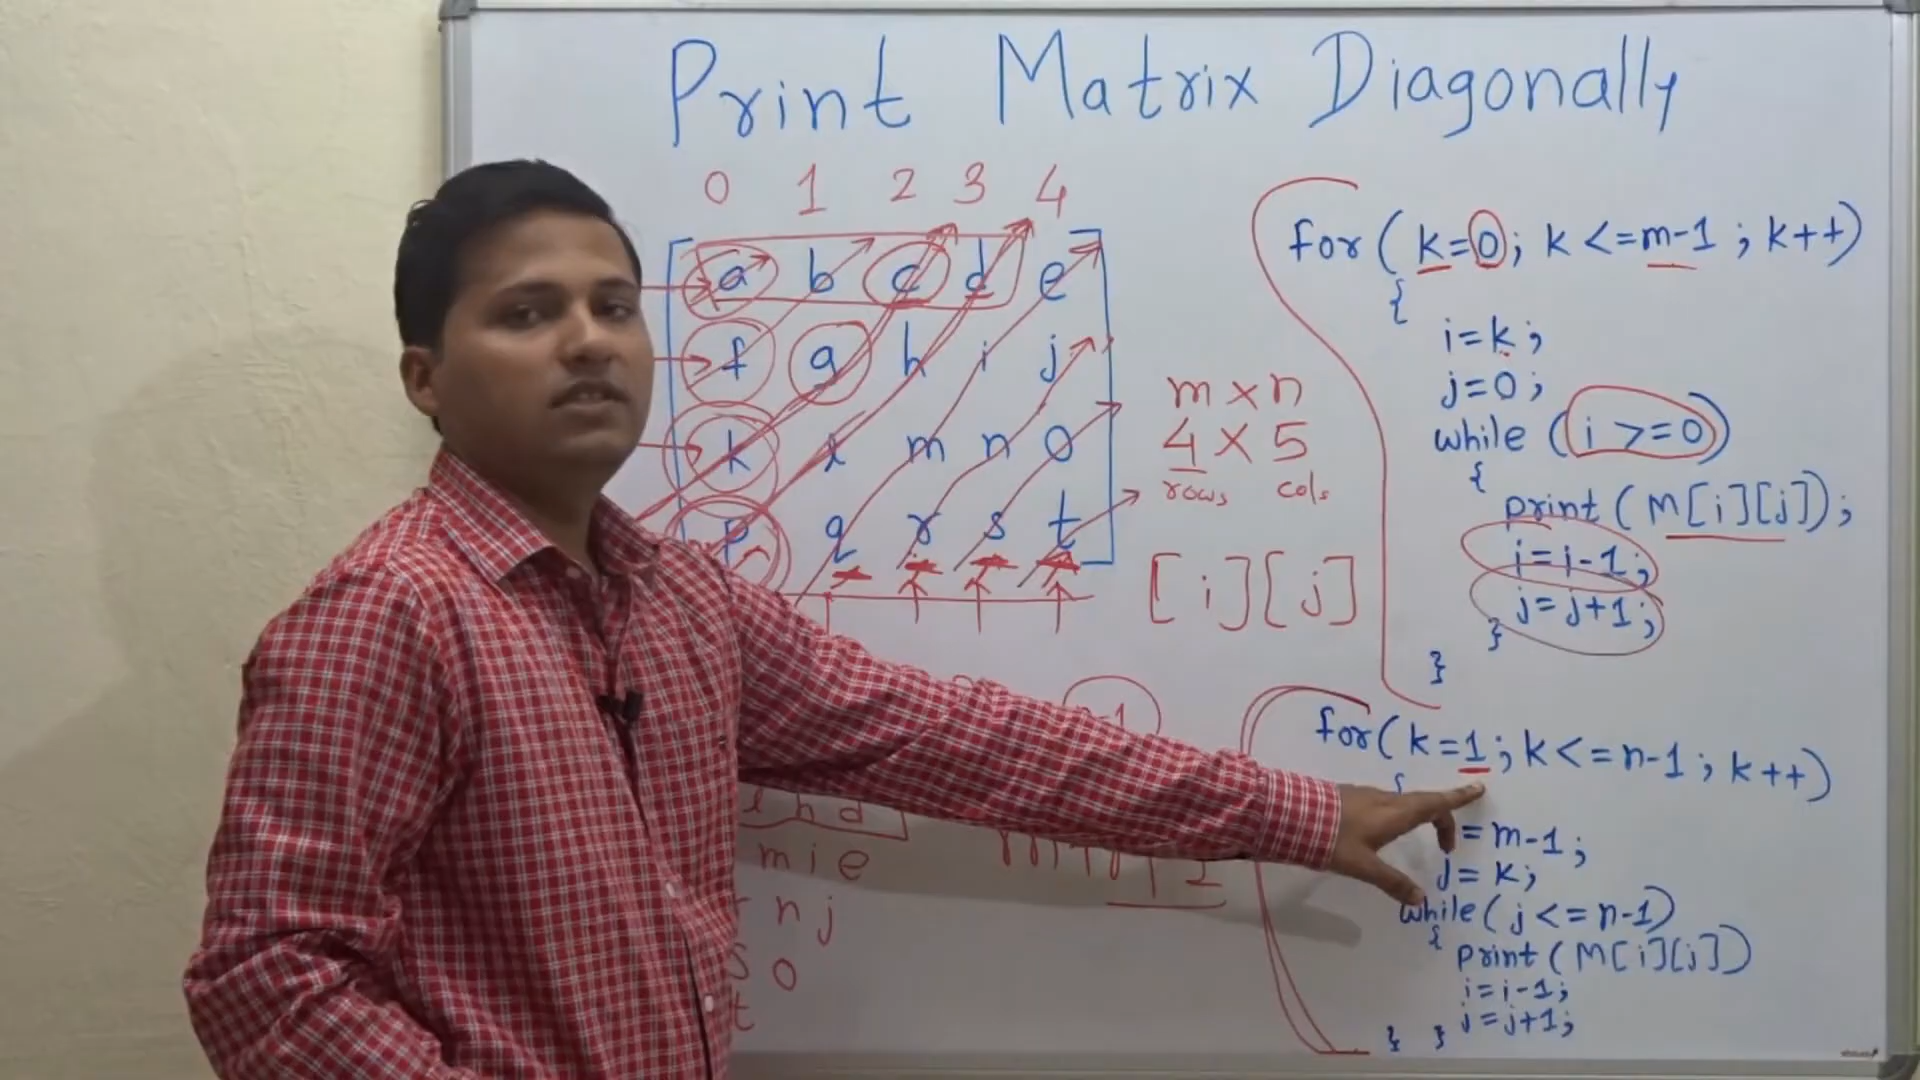 Print Matrix Diagonally
0 1 2 3 4
a b c d e
f g h i j
k l m n o
p q r s t
m x n
4 X 5
rows cols
[i][j]
l h d
m i e
r n j
s o
t
for( k=0; k<=m-1; k++)
{
i=k;
j=0;
while (i >=0)
{
print (M[i][j]);
i=i-1;
j=j+1;
}
}
for( k=1; k<=n-1; k++)
{
=m-1;
j=k;
while( j<=n-1)
{
print (M[i][j])
i=i-1;
j=j+1;
} }